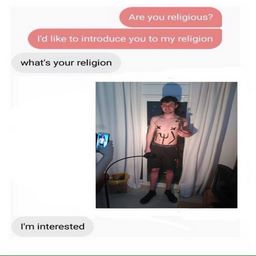 Are you religious?
I'd like to introduce you to my religion
what's your religion
I'm interested